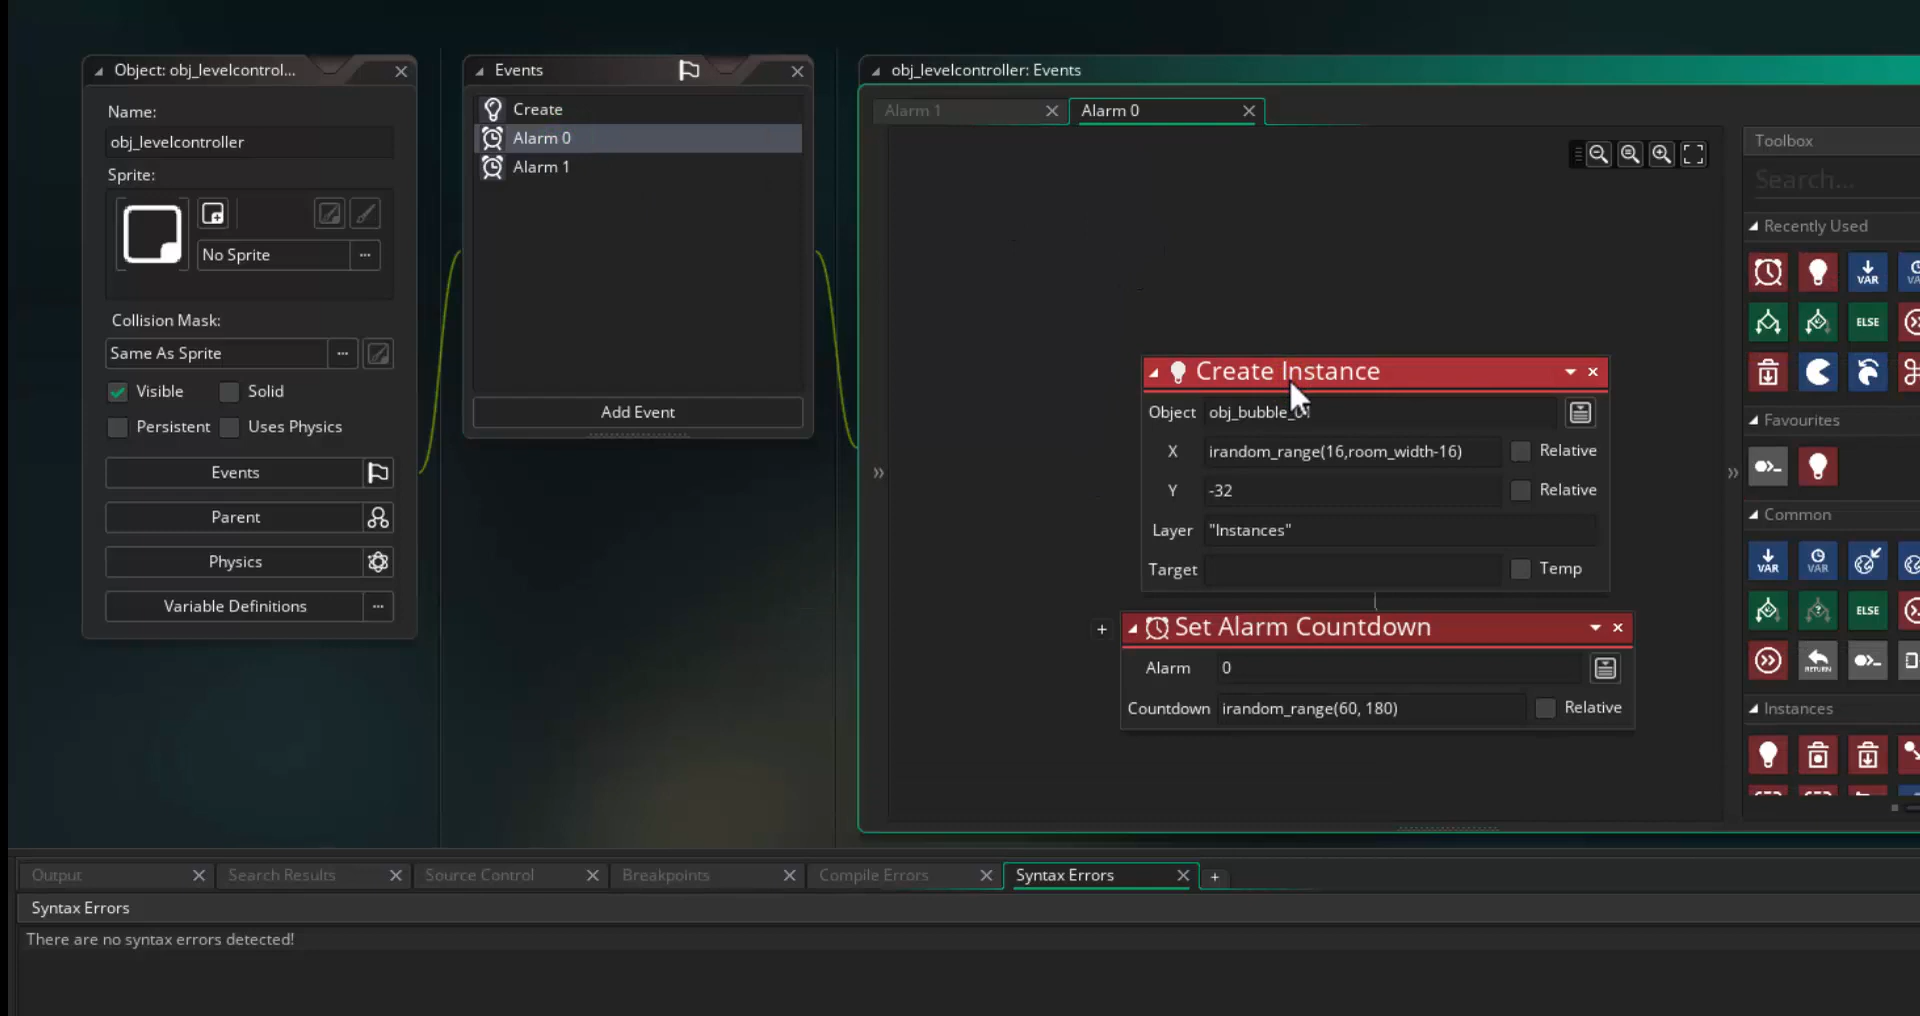 Object: obj_levelcontrol...
Name:
obj_levelcontroller
Sprite:
No Sprite
...
Collision Mask:
Same As Sprite
...
Visible
Solid
Persistent
Uses Physics
Events
Parent
Physics
Variable Definitions
...
Events
Create
Alarm 0
Alarm 1
Add Event
obj_levelcontroller: Events
Alarm 1
Alarm 0
Create Instance
Object
X irandom_range(16,room_width-16) Relative
Y -32 Relative
Layer "Instances"
Target Temp
Set Alarm Countdown
Alarm 0
Countdown irandom_range(60, 180) Relative
Toolbox
Search...
Recently Used
VAR
ELSE
Favourites
Common
VAR
VAR
ELSE
RETURN
Instances
Output
Search Results
Source Control
Breakpoints
Compile Errors
Syntax Errors
+
Syntax Errors
There are no syntax errors detected!